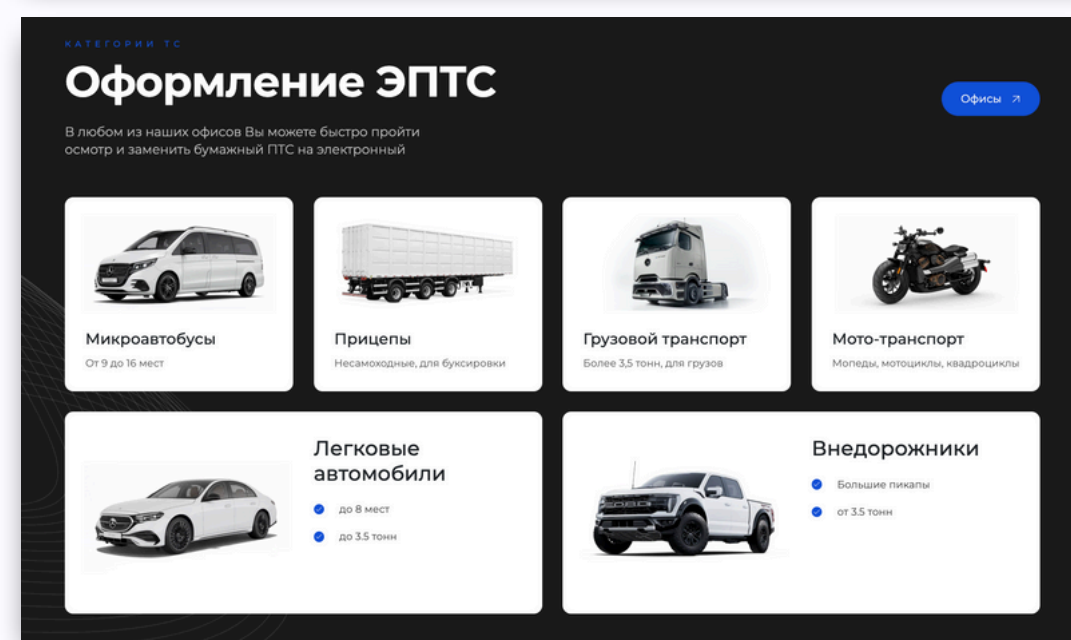 КАТЕГОРИИ ТС
Оформление ЭПТС
В любом из наших офисов Вы можете быстро пройти
осмотр и заменить бумажный ПТС на электронный
Офисы
Микроавтобусы
От 9 до 16 мест
Прицепы
Несамоходные, для буксировки
Грузовой транспорт
Более 3,5 тонн, для грузов
Мото-транспорт
Мопеды, мотоциклы, квадроциклы
Легковые
автомобили
до 8 мест
до 3.5 тонн
Внедорожники
Большие пикапы
от 3.5 тонн